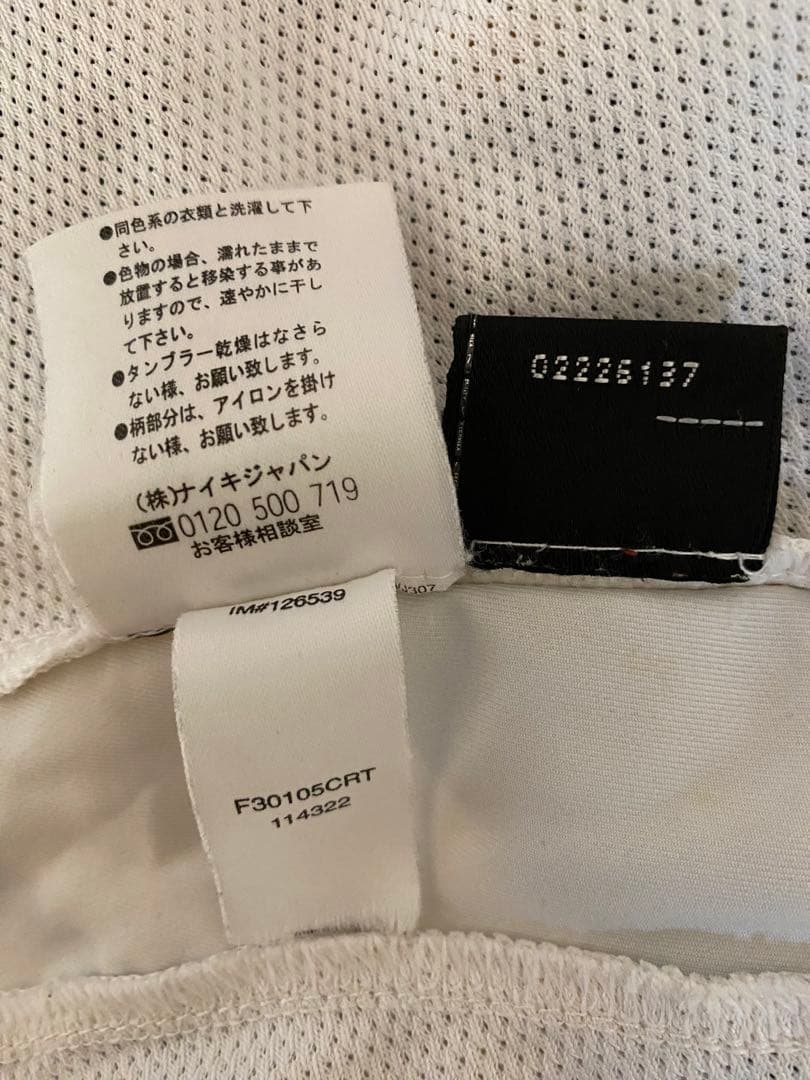 ●同色系の衣類と洗濯して下
さい。
●色物の場合、濡れたままで
放置すると移染する事があ
りますので、速やかに干し
て下さい。
●タンブラー乾燥はなさら
ない様、お願い致します。
●柄部分は、アイロンを掛け
ない様、お願い致します。
(株)ナイキジャパン
0120 500 719
お客様相談室
02226137
-----
IM#126539
F30105CRT
114322